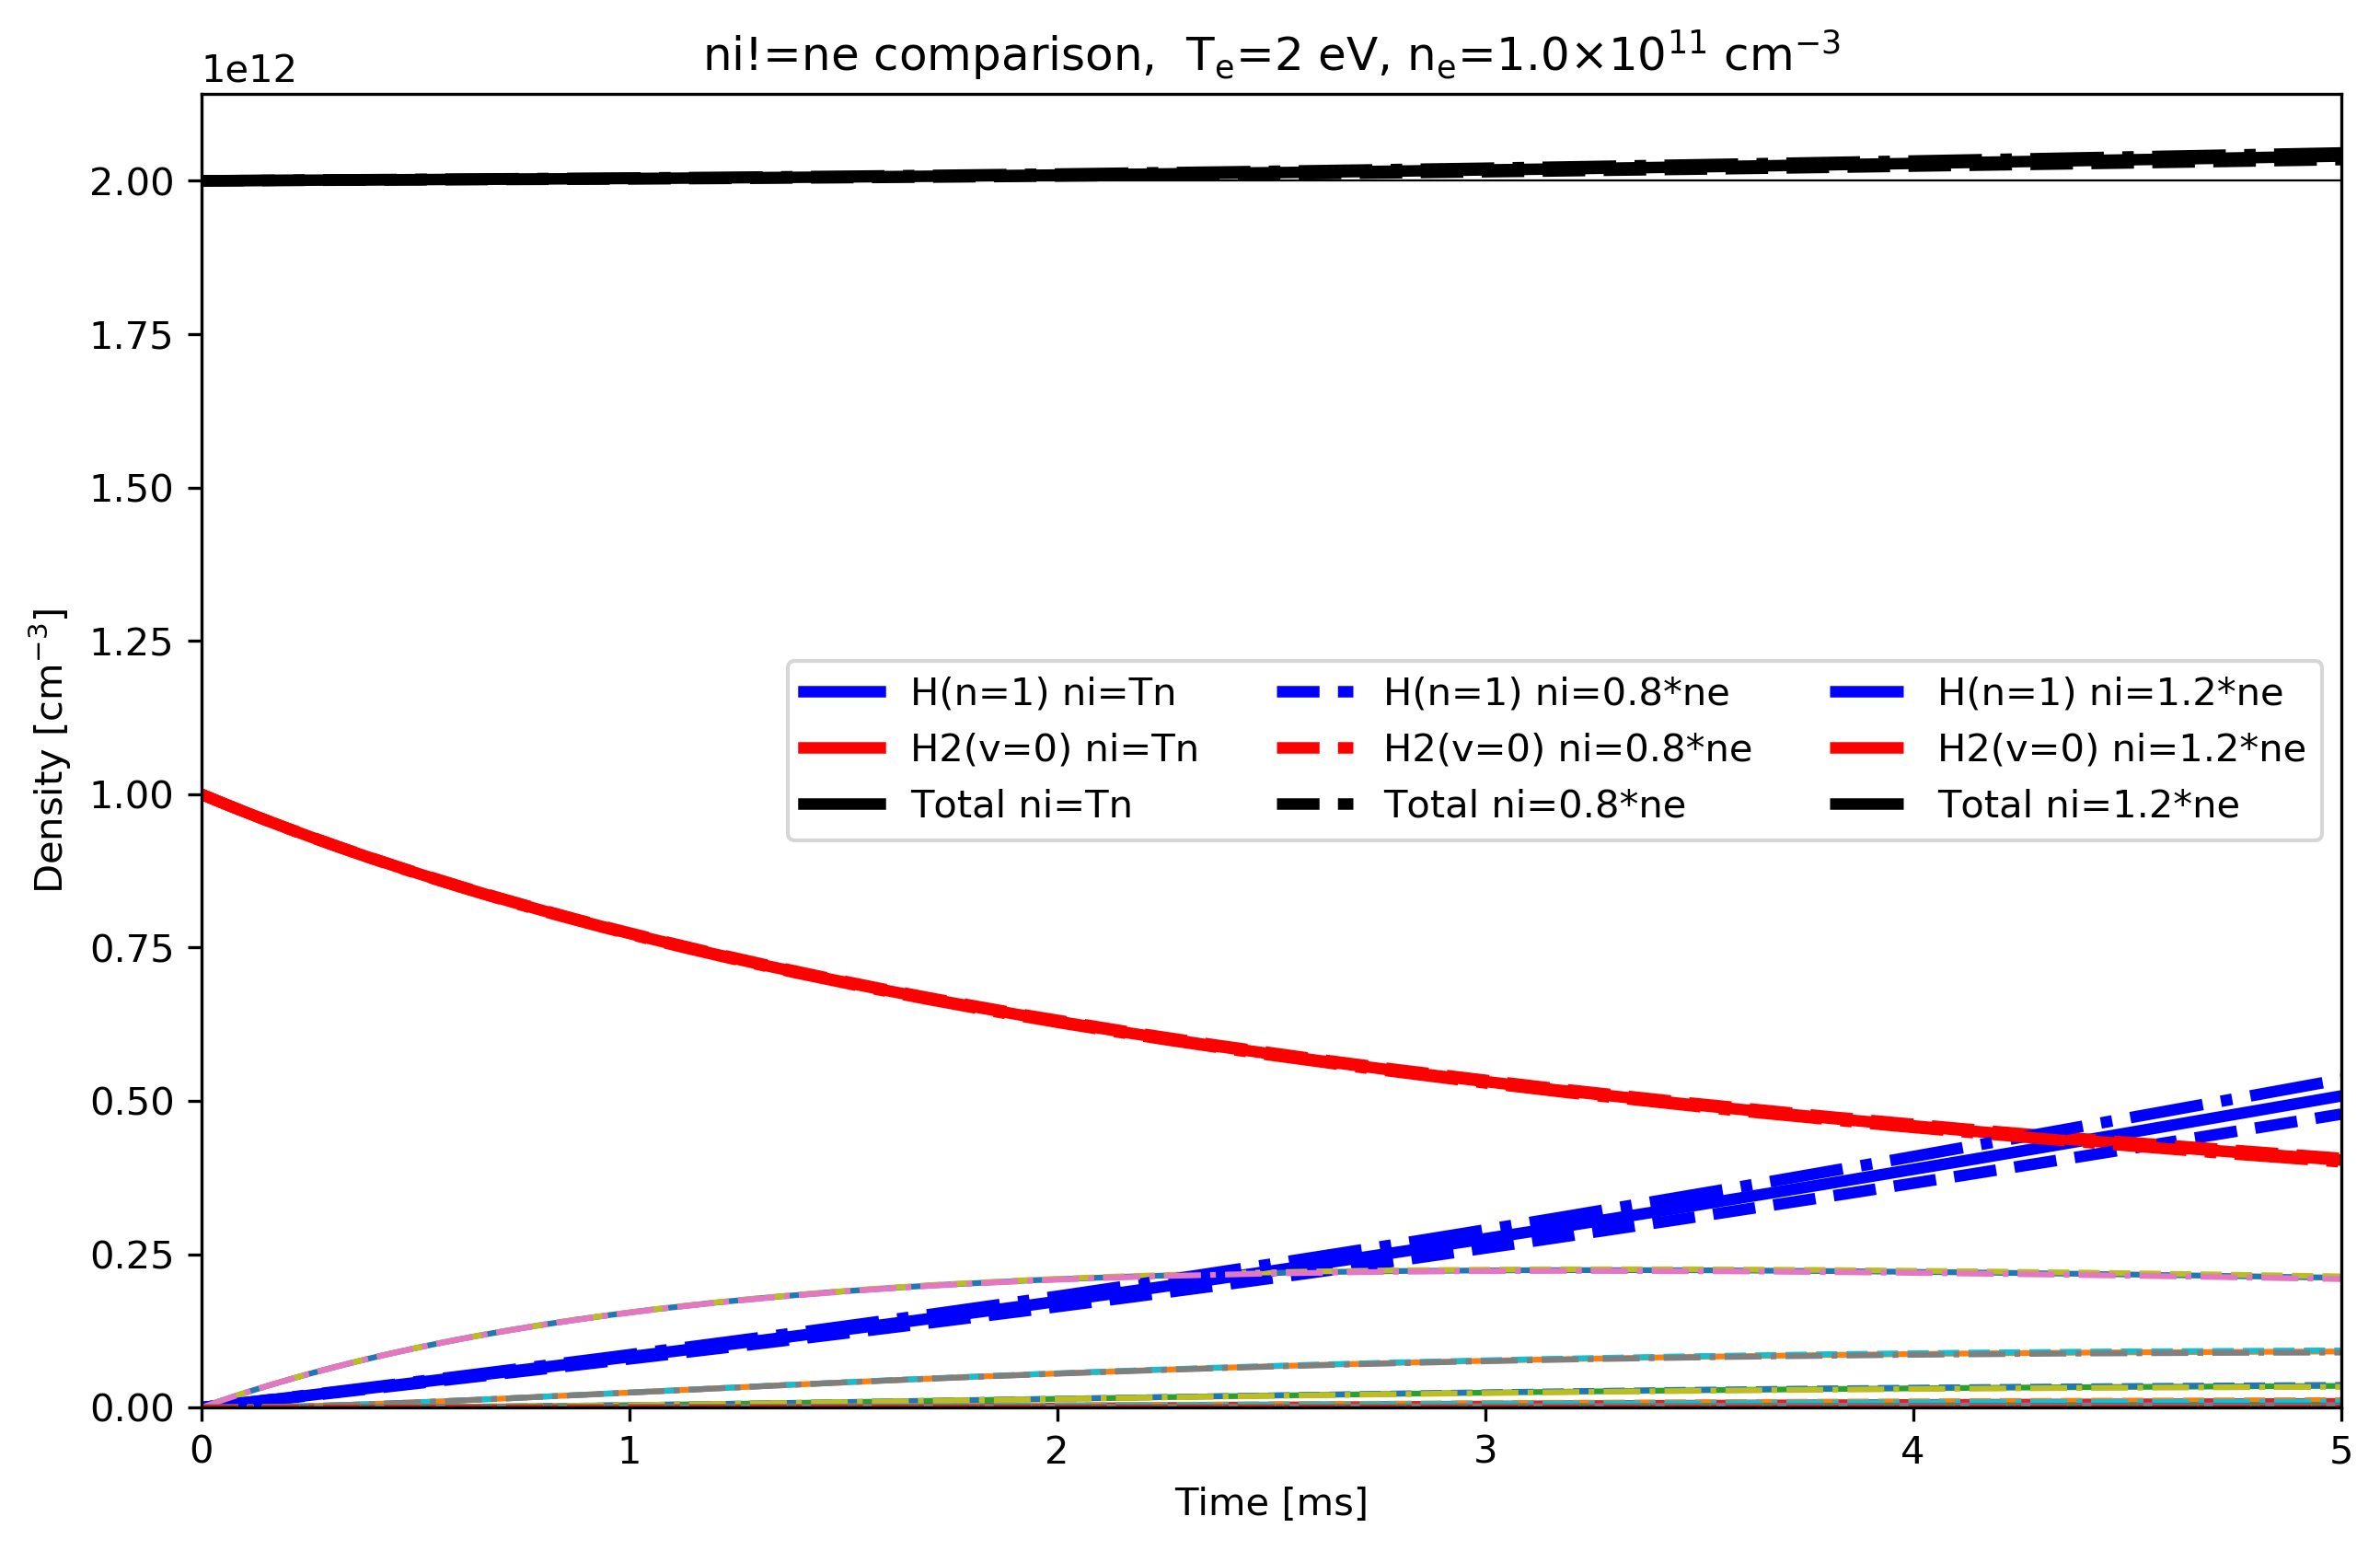 ni!=ne comparison,  Tₑ=2 eV, nₑ=1.0×10¹¹ cm⁻³
1e12
2.00
1.75
1.50
1.25
1.00
0.75
0.50
0.25
0.00
Density [cm⁻³]
H(n=1) ni=Tn
H2(v=0) ni=Tn
Total ni=Tn
H(n=1) ni=0.8*ne
H2(v=0) ni=0.8*ne
Total ni=0.8*ne
H(n=1) ni=1.2*ne
H2(v=0) ni=1.2*ne
Total ni=1.2*ne
0 1 2 3 4 5
Time [ms]